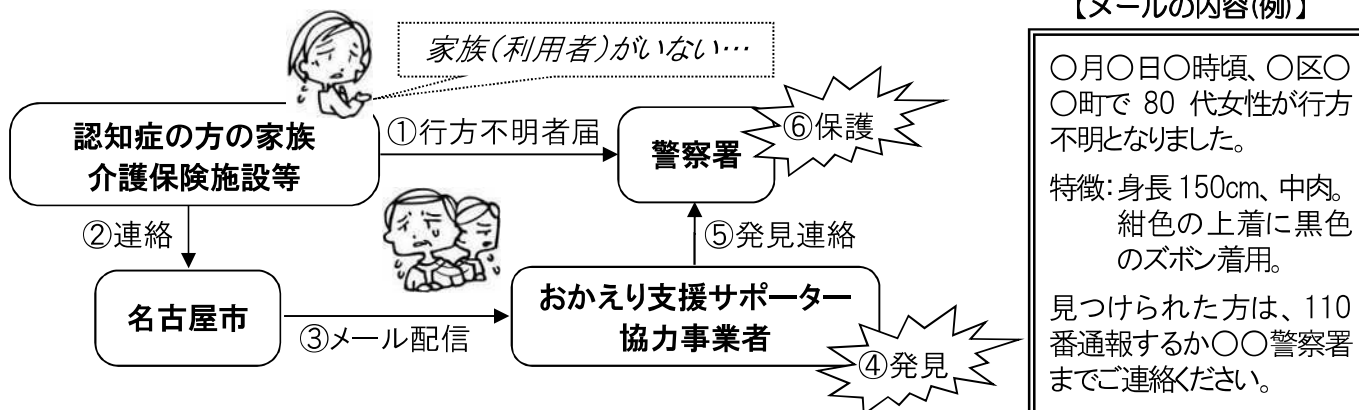 家族(利用者)がいない…
認知症の方の家族
介護保険施設等
①行方不明者届
警察署
⑥保護
②連絡
⑤発見連絡
名古屋市
③メール配信
おかえり支援サポーター
協力事業者
④発見
【メールの内容(例)】
○月○日○時頃、○区○
○町で 80 代女性が行方
不明となりました。
特徴:身長 150cm、中肉。
紺色の上着に黒色
のズボン着用。
見つけられた方は、110
番通報するか○○警察署
までご連絡ください。